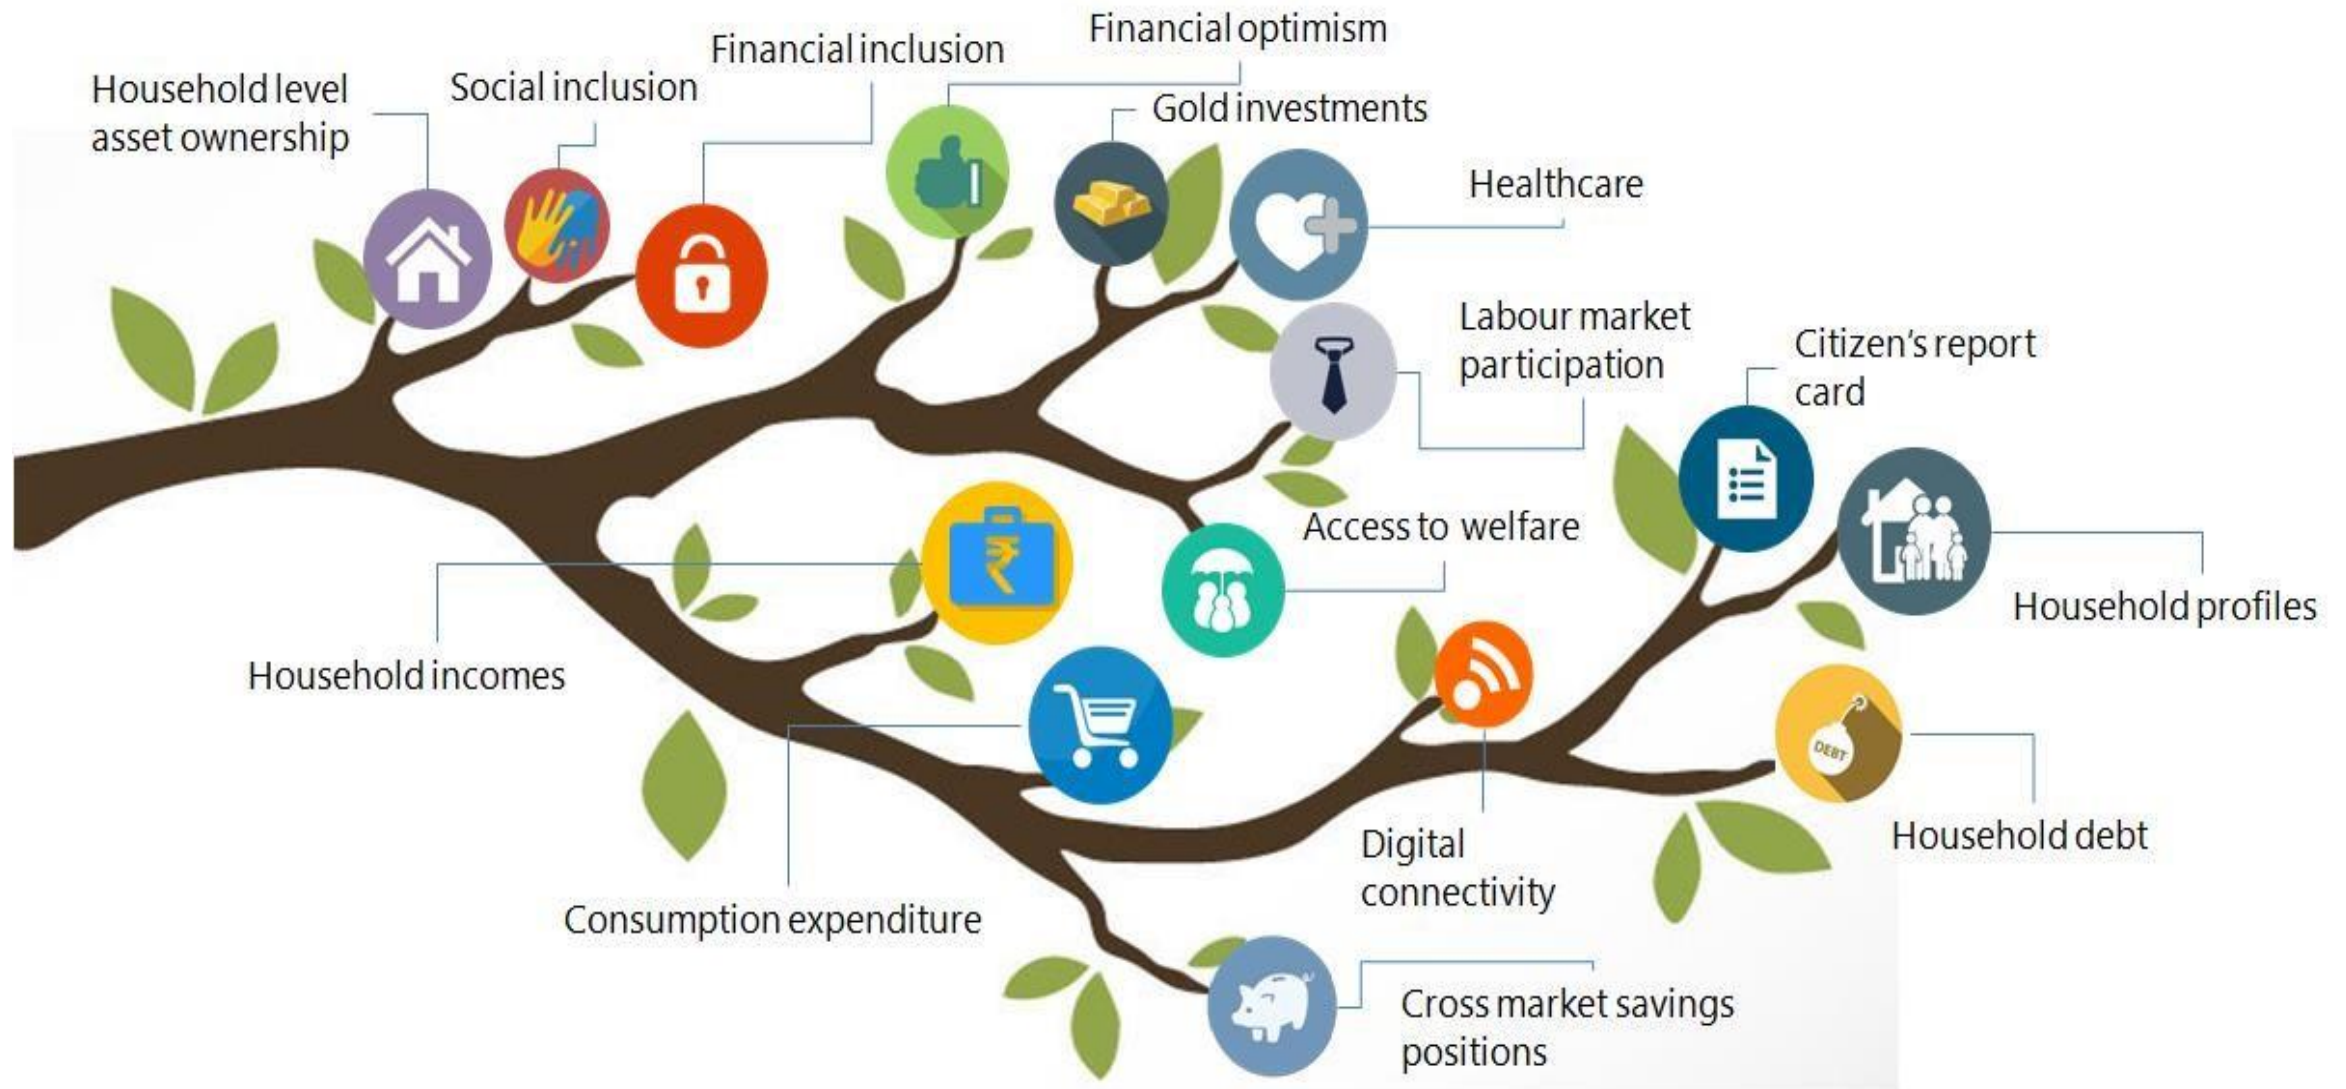 Financial optimism
Financial inclusion
Household level
asset ownership
Social inclusion
Gold investments
Healthcare
Labour market
participation
Citizen's report
card
Access to welfare
Household profiles
Household incomes
DEBT
Household debt
Digital
connectivity
Consumption expenditure
Cross market savings
positions
₹